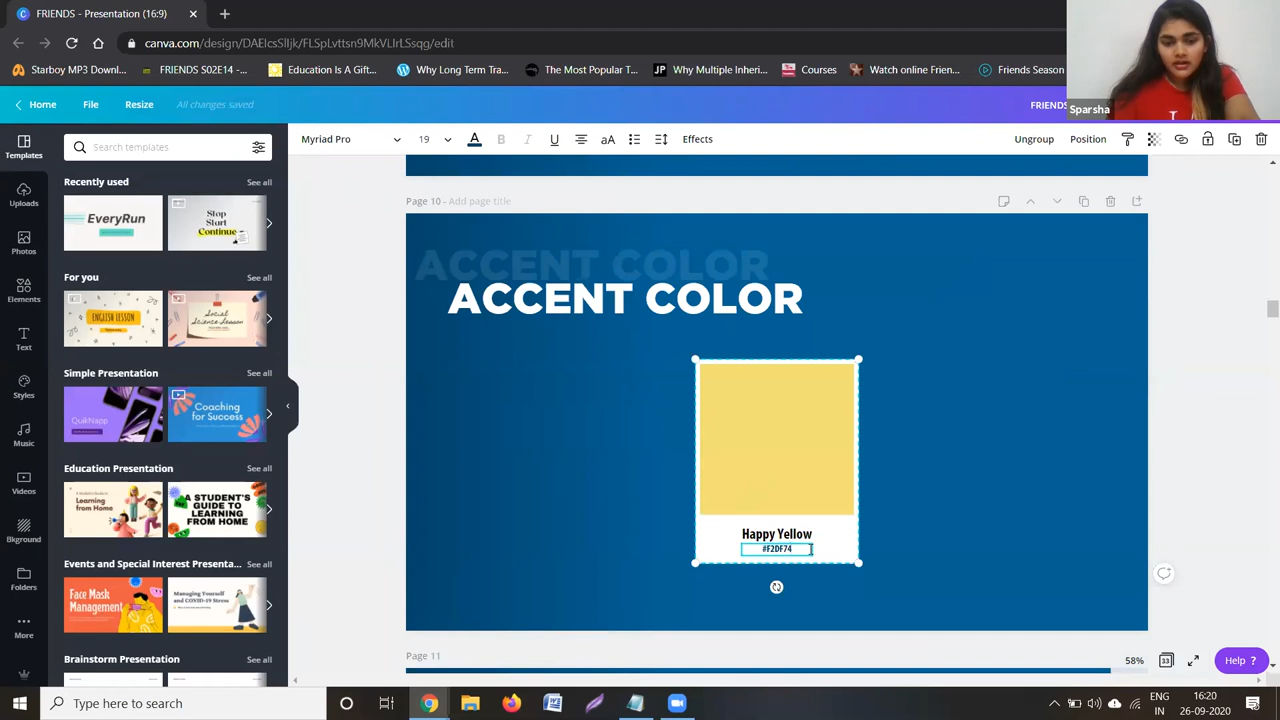 FRIENDS - Presentation (16:9)
canva.com/design/DAElcsSlIjk/FLSpLvttsn9MkVLIrLSsqg/edit
Starboy MP3 Downl...
FRIENDS S02E14 -...
Education Is A Gift...
Why Long Term Tra...
The Most Popular T...
Why Multiple Inheri...
Courses
Watch online Frien...
Friends Season
Sparsha
Home
File
Resize
All changes saved
FRIENDS
Templates
Search templates
Myriad Pro
19
A
B
I
U
aA
Effects
Ungroup
Position
Recently used
See all
EveryRun
Stop
Start
Continue
Uploads
Photos
Elements
Text
Styles
Music
Videos
Bkground
Folders
More
For you
See all
ENGLISH LESSON
Social
Science Lesson
Simple Presentation
See all
QuikNapp
Coaching
for Success
Education Presentation
See all
Learning
from Home
A STUDENT'S
GUIDE TO
LEARNING
FROM HOME
Events and Special Interest Presenta...
See all
Face Mask
Management
Managing Yourself
and COVID-19 Stress
Brainstorm Presentation
See all
Page 10 - Add page title
ACCENT COLOR
ACCENT COLOR
Happy Yellow
#F2DF74
Page 11
58%
33
Help ?
Type here to search
ENG
IN
16:20
26-09-2020